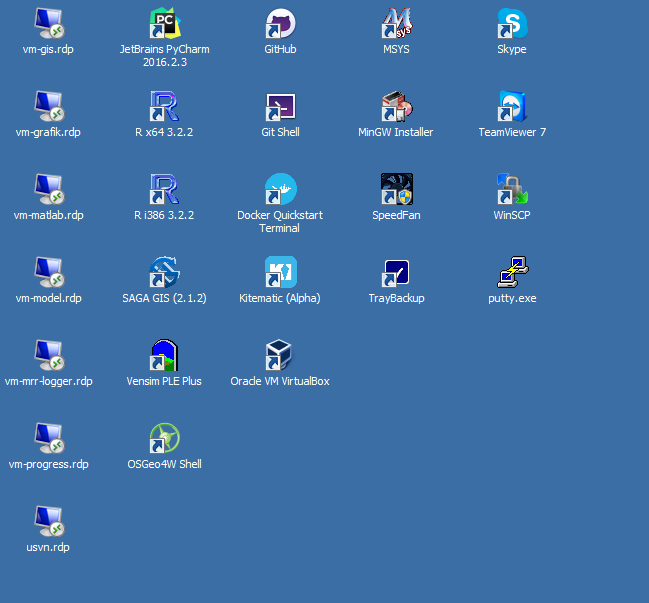 vm-gis.rdp
JetBrains PyCharm
2016.2.3
GitHub
MSYS
Skype
vm-grafik.rdp
R x64 3.2.2
Git Shell
MinGW Installer
TeamViewer 7
vm-matlab.rdp
R i386 3.2.2
Docker Quickstart
Terminal
SpeedFan
WinSCP
vm-model.rdp
SAGA GIS (2.1.2)
Kitematic (Alpha)
TrayBackup
putty.exe
vm-mrr-logger.rdp
Vensim PLE Plus
Oracle VM VirtualBox
vm-progress.rdp
OSGeo4W Shell
usvn.rdp